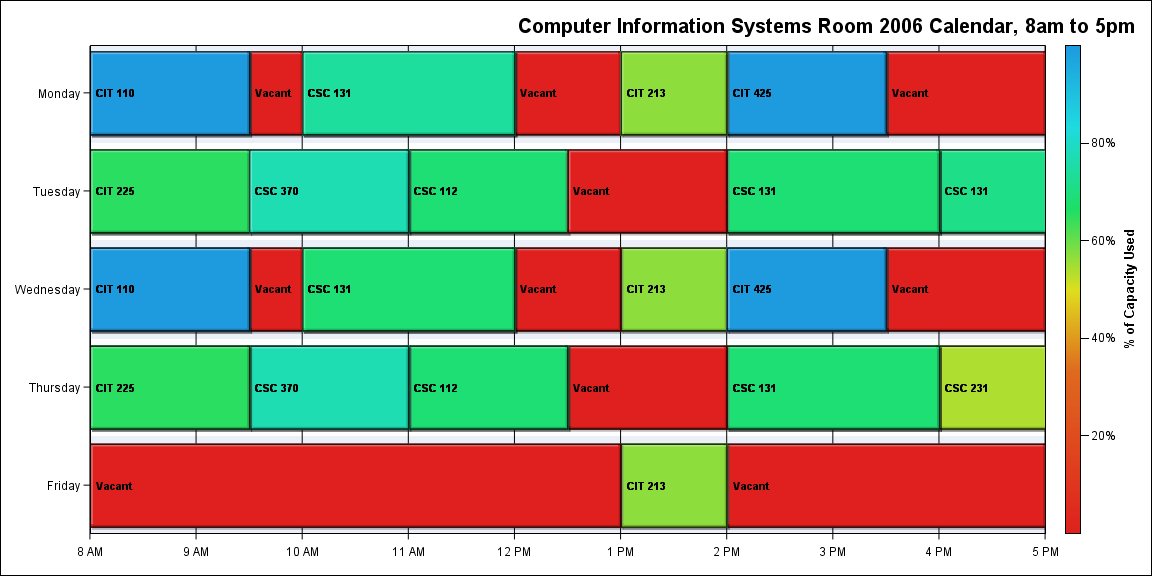 Computer Information Systems Room 2006 Calendar, 8am to 5pm
Monday
CIT 110
Vacant
CSC 131
Vacant
CIT 213
CIT 425
Vacant
Tuesday
CIT 225
CSC 370
CSC 112
Vacant
CSC 131
CSC 131
Wednesday
CIT 110
Vacant
CSC 131
Vacant
CIT 213
CIT 425
Vacant
Thursday
CIT 225
CSC 370
CSC 112
Vacant
CSC 131
CSC 231
Friday
Vacant
CIT 213
Vacant
8 AM
9 AM
10 AM
11 AM
12 PM
1 PM
2 PM
3 PM
4 PM
5 PM
80%
60%
40%
20%
% of Capacity Used